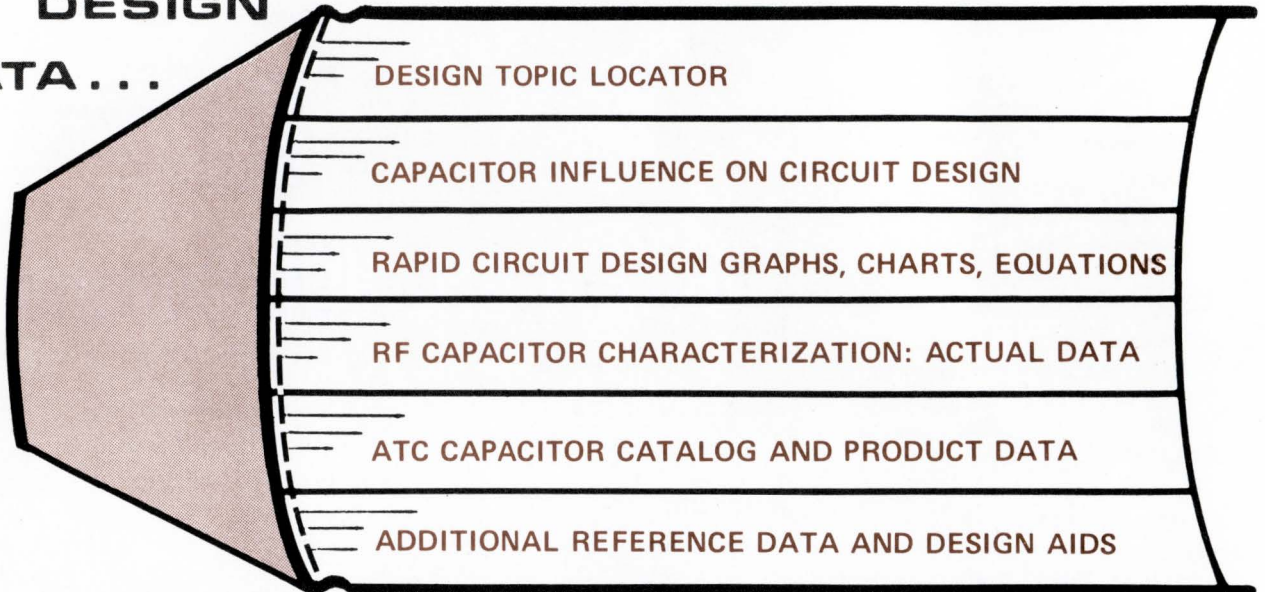 DESIGN
ATA...
DESIGN TOPIC LOCATOR
CAPACITOR INFLUENCE ON CIRCUIT DESIGN
RAPID CIRCUIT DESIGN GRAPHS, CHARTS, EQUATIONS
RF CAPACITOR CHARACTERIZATION: ACTUAL DATA
ATC CAPACITOR CATALOG AND PRODUCT DATA
ADDITIONAL REFERENCE DATA AND DESIGN AIDS